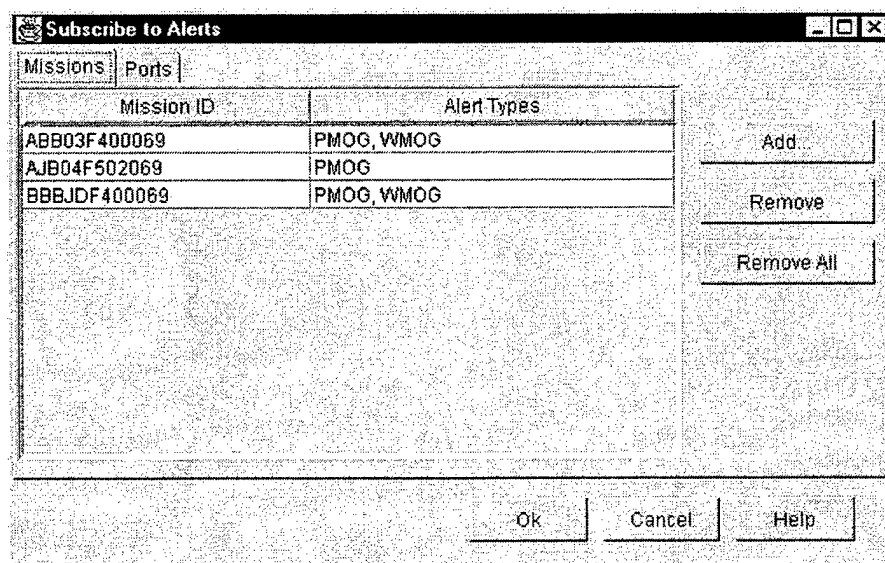 Subscribe to Alerts
Missions Ports
Mission ID Alert Types
ABB03F400069 PMOG, WMOG
AJB04F502069 PMOG
BBBJDF400069 PMOG, WMOG
Add...
Remove
Remove All
Ok Cancel Help